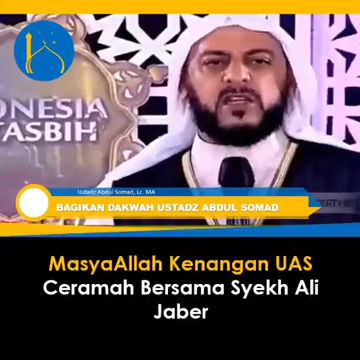 ONESIA
TASBIH
Ustadz Abdul Somad, Lc. MA
BAGIKAN DAKWAH USTADZ ABDUL SOMAD
MasyaAllah Kenangan UAS
Ceramah Bersama Syekh Ali
Jaber